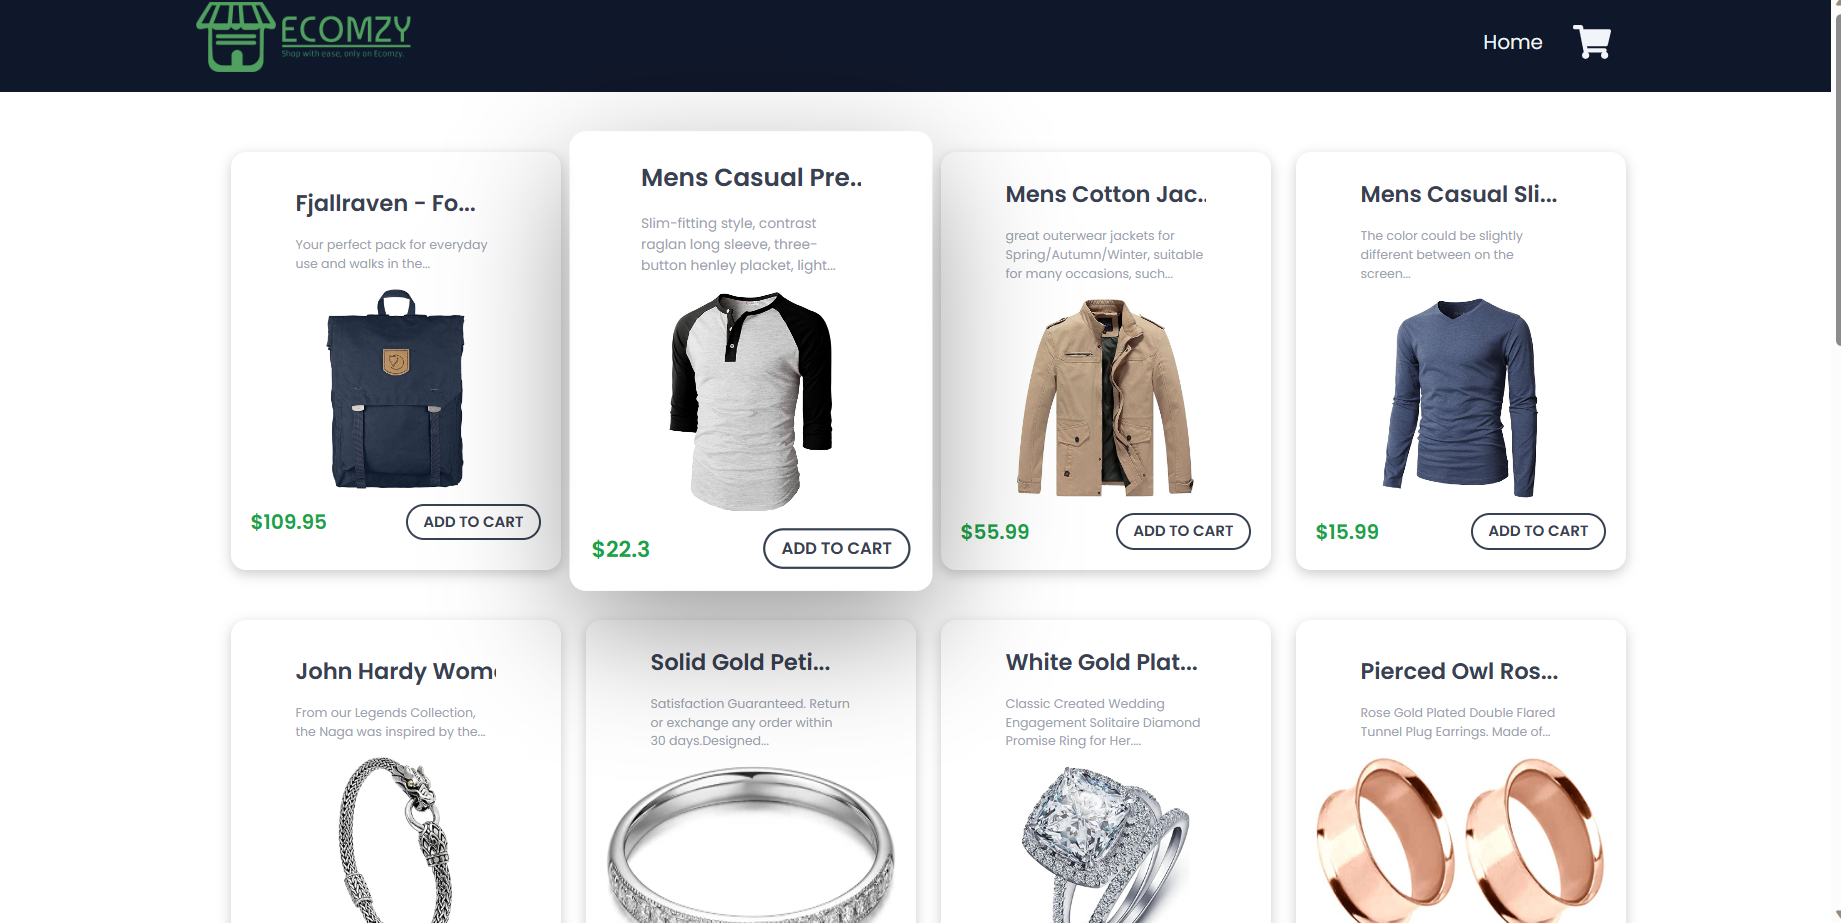 ECOMZY
Shop with ease, only on Ecomzy.
Home
Fjallraven - Fo...
Your perfect pack for everyday
use and walks in the...
$109.95
ADD TO CART
Mens Casual Pre..
Slim-fitting style, contrast
raglan long sleeve, three-
button henley placket, light...
$22.3
ADD TO CART
Mens Cotton Jac..
great outerwear jackets for
Spring/Autumn/Winter, suitable
for many occasions, such...
$55.99
ADD TO CART
Mens Casual Sli...
The color could be slightly
different between on the
screen...
$15.99
ADD TO CART
John Hardy Wom
From our Legends Collection,
the Naga was inspired by the...
Solid Gold Peti...
Satisfaction Guaranteed. Return
or exchange any order within
30 days.Designed...
White Gold Plat...
Classic Created Wedding
Engagement Solitaire Diamond
Promise Ring for Her....
Pierced Owl Ros...
Rose Gold Plated Double Flared
Tunnel Plug Earrings. Made of...